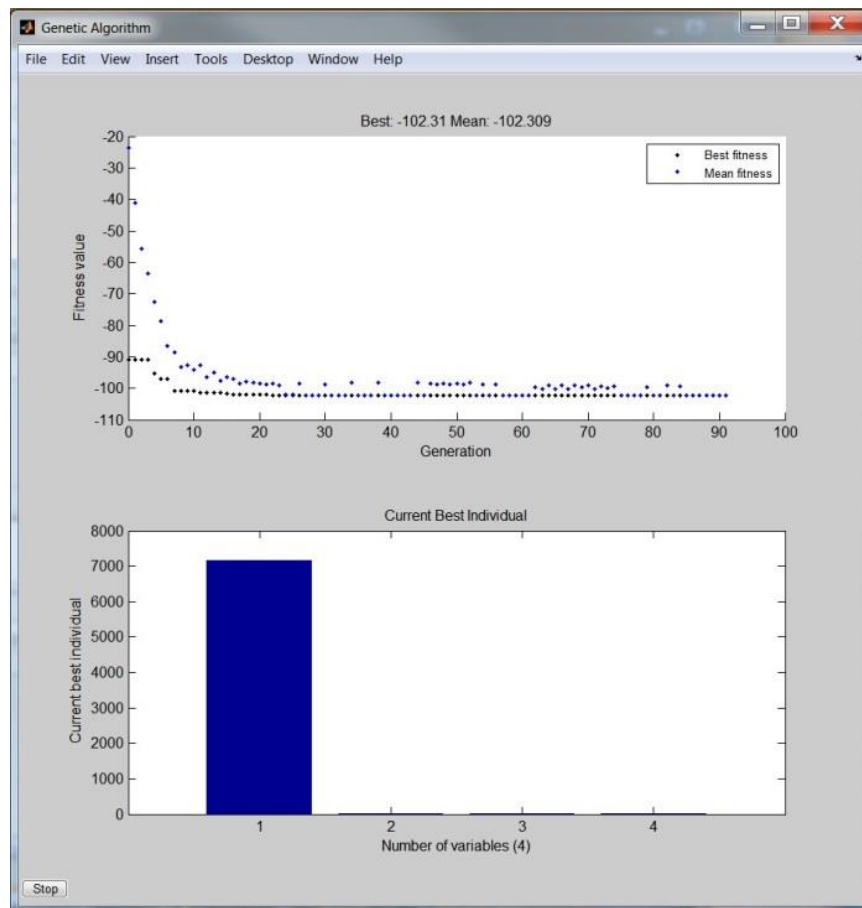 Genetic Algorithm
File Edit View Insert Tools Desktop Window Help
Best: -102.31 Mean: -102.309
-20
-30
-40
-50
-60
-70
-80
-90
-100
-110
Fitness value
Best fitness
Mean fitness
0 10 20 30 40 50 60 70 80 90 100
Generation
Current Best Individual
8000
7000
6000
5000
4000
3000
2000
1000
0
Current best individual
1 2 3 4
Number of variables (4)
Stop